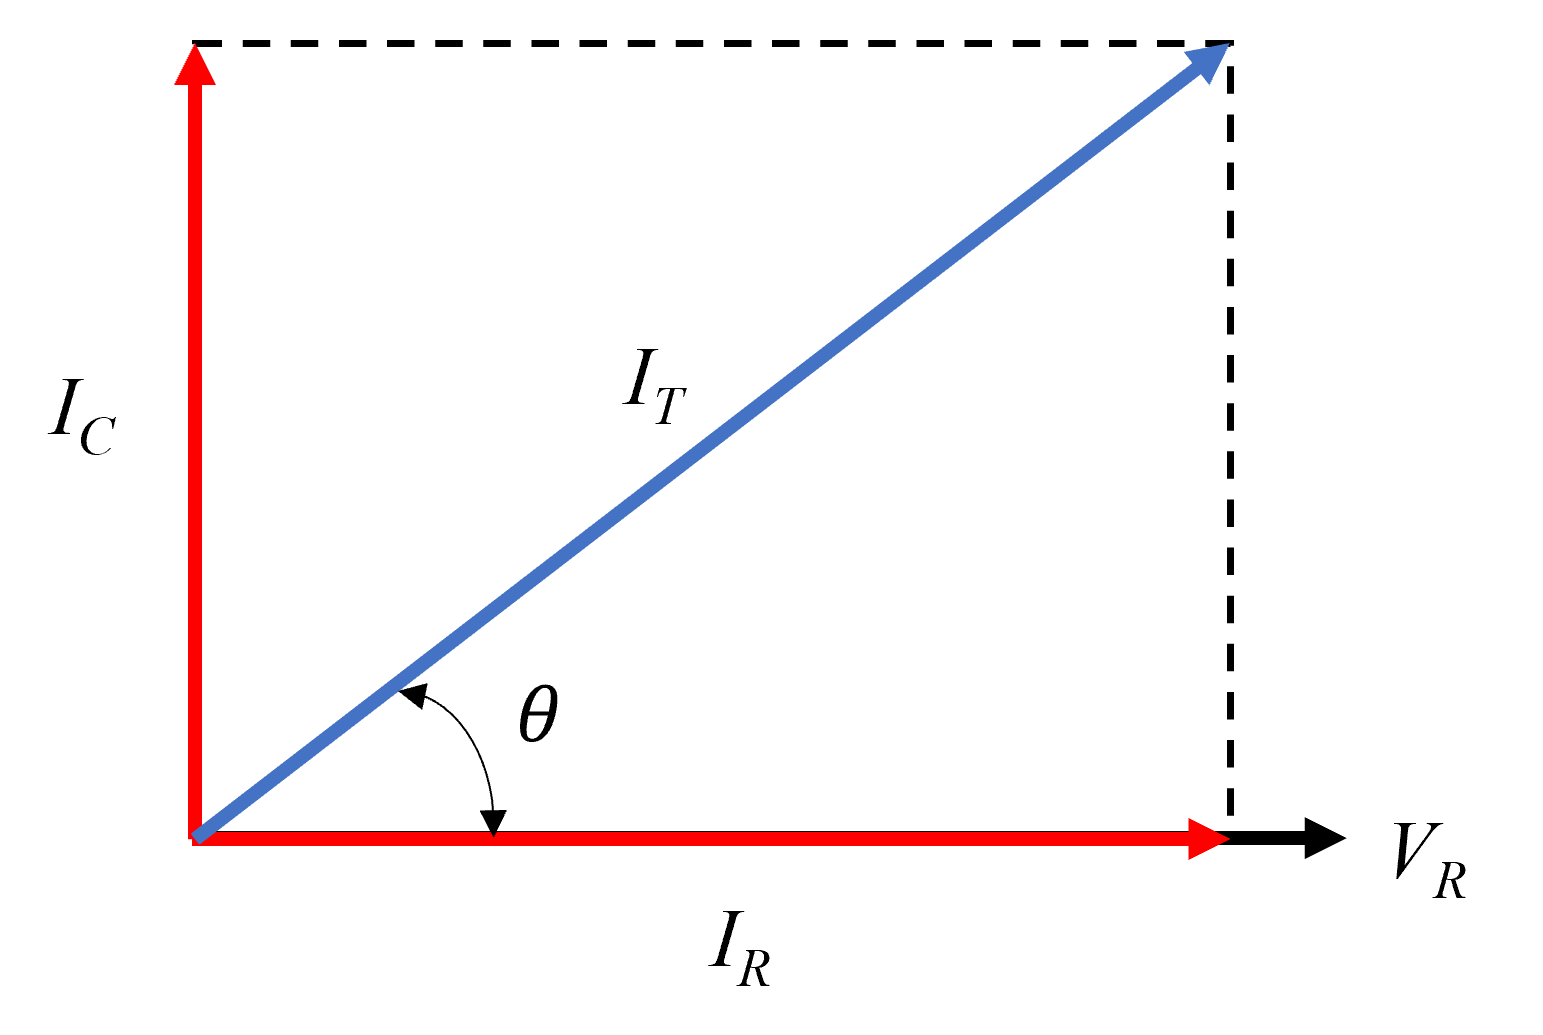 I_T
I_C
θ
V_R
I_R